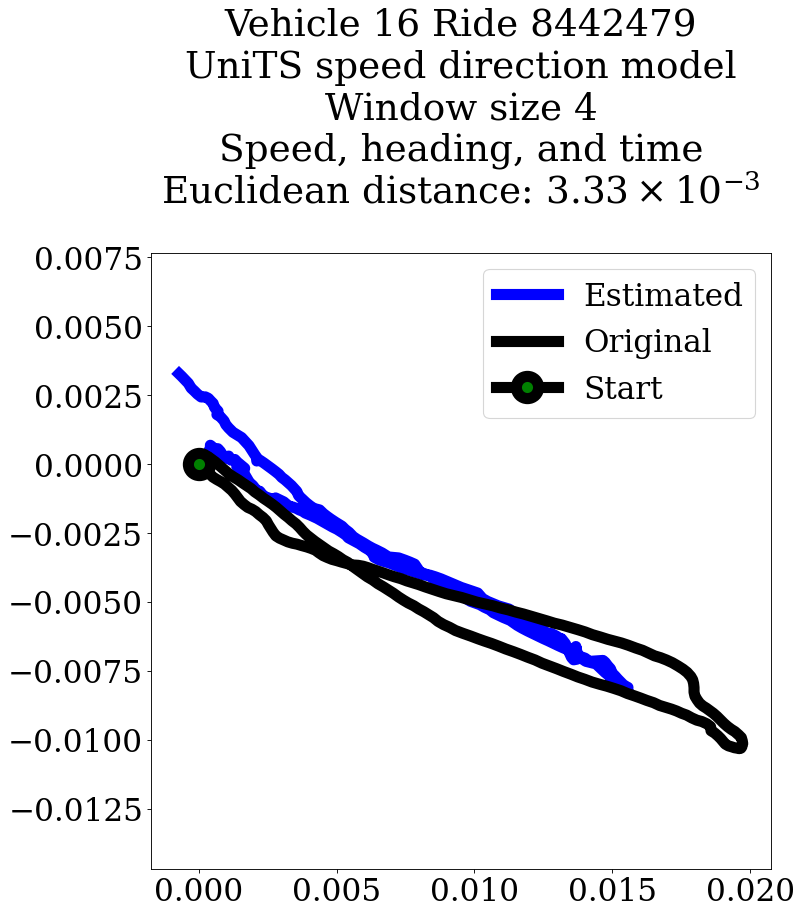 Vehicle 16 Ride 8442479
UniTS speed direction model
Window size 4
Speed, heading, and time
Euclidean distance: 3.33 × 10⁻³
0.0075
0.0050
0.0025
0.0000
−0.0025
−0.0050
−0.0075
−0.0100
−0.0125
Estimated
Original
Start
0.000 0.005 0.010 0.015 0.020